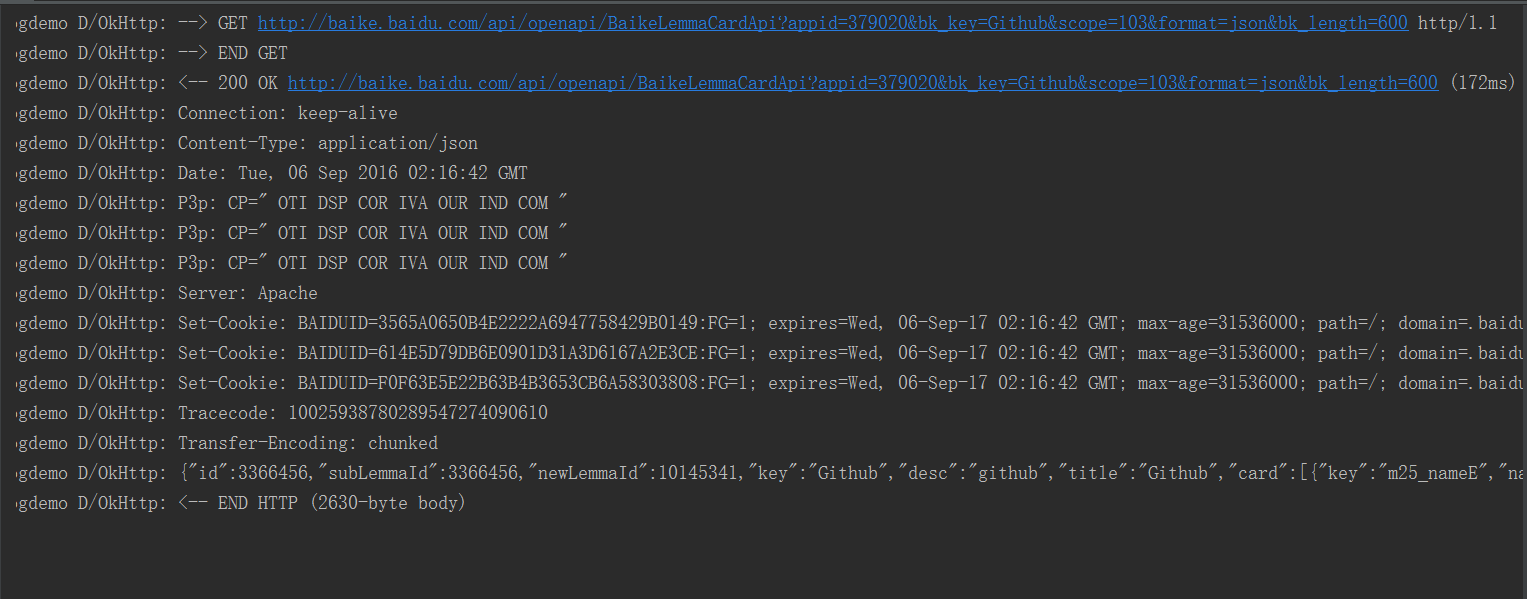 gdemo D/OkHttp: --> GET http://baike.baidu.com/api/openapi/BaikeLemmaCardApi?appid=379020&bk_key=Github&scope=103&format=json&bk_length=600 http/1.1
gdemo D/OkHttp: --> END GET
gdemo D/OkHttp: <-- 200 OK http://baike.baidu.com/api/openapi/BaikeLemmaCardApi?appid=379020&bk_key=Github&scope=103&format=json&bk_length=600 (172ms)
gdemo D/OkHttp: Connection: keep-alive
gdemo D/OkHttp: Content-Type: application/json
gdemo D/OkHttp: Date: Tue, 06 Sep 2016 02:16:42 GMT
gdemo D/OkHttp: P3p: CP=" OTI DSP COR IVA OUR IND COM "
gdemo D/OkHttp: P3p: CP=" OTI DSP COR IVA OUR IND COM "
gdemo D/OkHttp: P3p: CP=" OTI DSP COR IVA OUR IND COM "
gdemo D/OkHttp: Server: Apache
gdemo D/OkHttp: Set-Cookie: BAIDUID=3565A0650B4E2222A6947758429B0149:FG=1; expires=Wed, 06-Sep-17 02:16:42 GMT; max-age=31536000; path=/; domain=.baidu
gdemo D/OkHttp: Set-Cookie: BAIDUID=614E5D79DB6E0901D31A3D6167A2E3CE:FG=1; expires=Wed, 06-Sep-17 02:16:42 GMT; max-age=31536000; path=/; domain=.baidu
gdemo D/OkHttp: Set-Cookie: BAIDUID=F0F63E5E22B63B4B3653CB6A58303808:FG=1; expires=Wed, 06-Sep-17 02:16:42 GMT; max-age=31536000; path=/; domain=.baidu
gdemo D/OkHttp: Tracecode: 10025938780289547274090610
gdemo D/OkHttp: Transfer-Encoding: chunked
gdemo D/OkHttp: {"id":3366456,"subLemmaId":3366456,"newLemmaId":10145341,"key":"Github","desc":"github","title":"Github","card":[{"key":"m25_nameE","na
gdemo D/OkHttp: <-- END HTTP (2630-byte body)